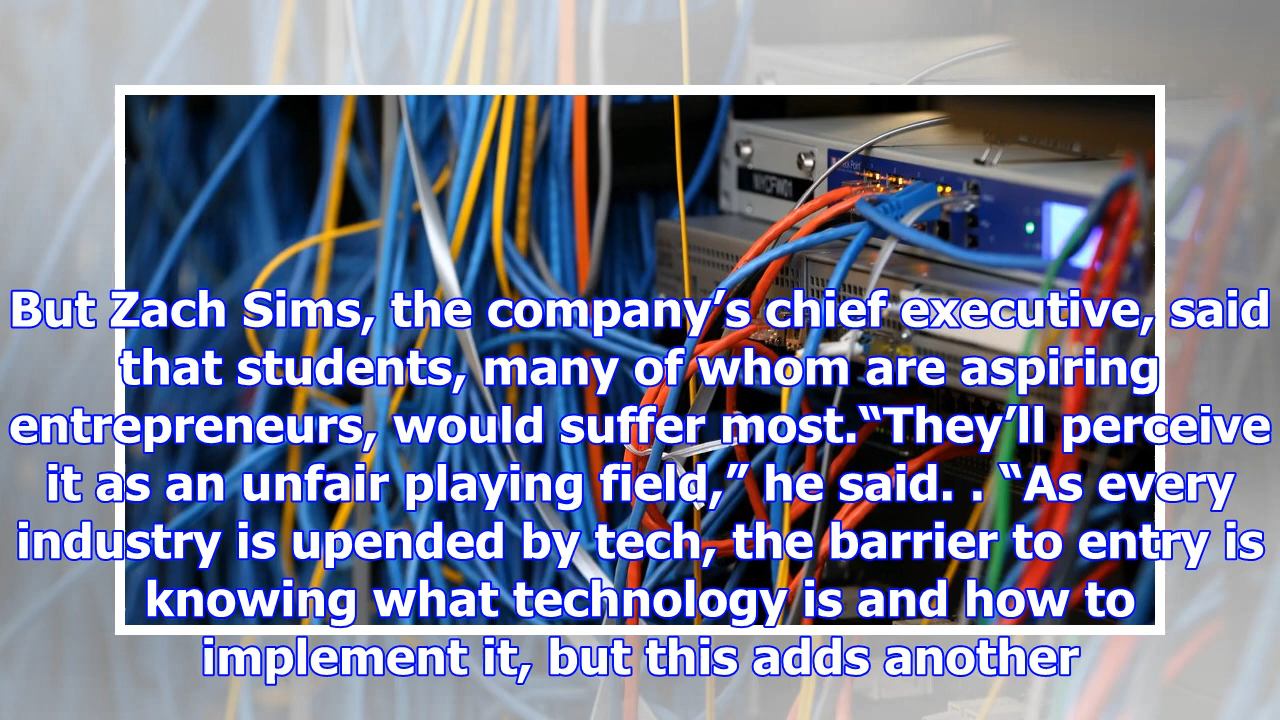 But Zach Sims, the company’s chief executive, said
that students, many of whom are aspiring
entrepreneurs, would suffer most.“They’ll perceive
it as an unfair playing field,” he said. . “As every
industry is upended by tech, the barrier to entry is
knowing what technology is and how to
implement it, but this adds another